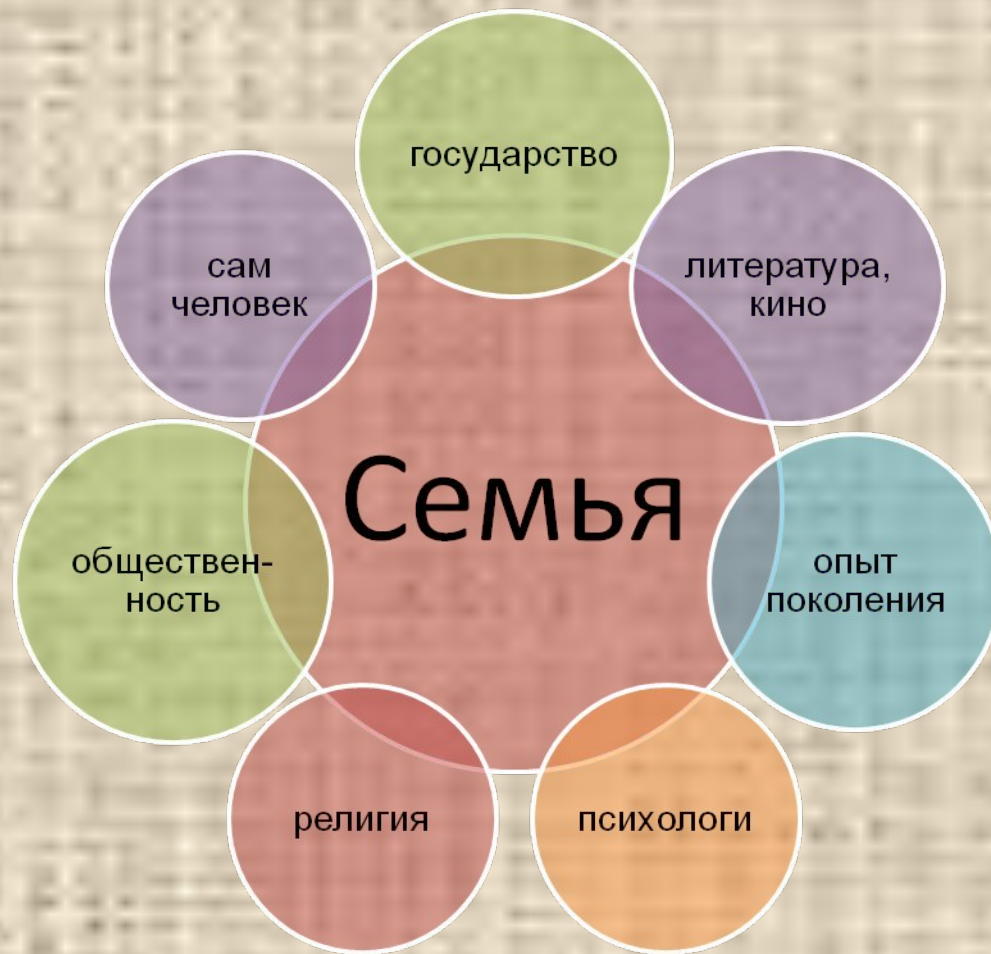 государство
сам
человек
литература,
кино
Семья
обществен-
ность
опыт
поколения
религия
психологи